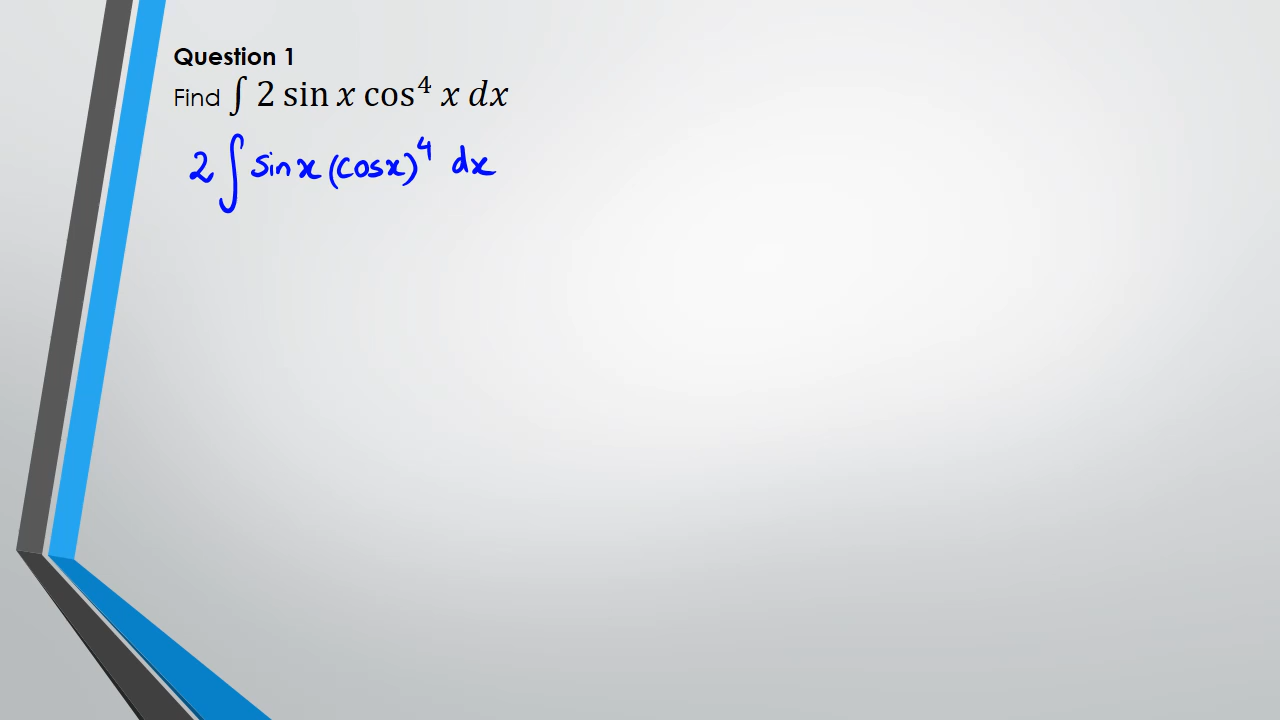 Question 1
Find ∫ 2 sin x cos⁴ x dx
2 ∫ sin x (cos x)⁴ dx